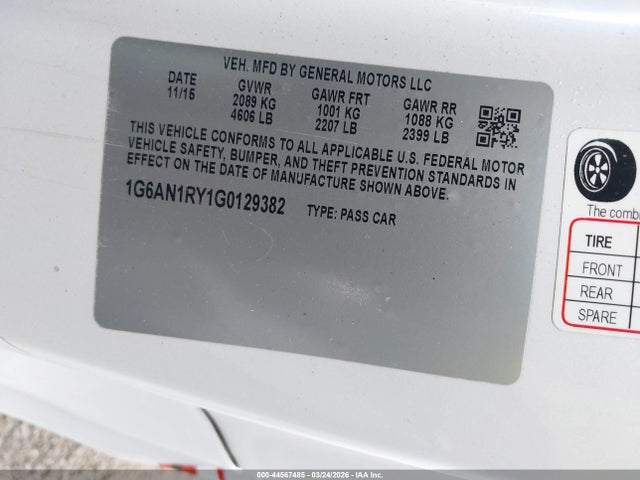 VEH. MFD BY GENERAL MOTORS LLC
DATE GVWR GAWR FRT GAWR RR
11/15 2089 KG 1001 KG 1088 KG
4606 LB 2207 LB 2399 LB
THIS VEHICLE CONFORMS TO ALL APPLICABLE U.S. FEDERAL MOTOR
VEHICLE SAFETY, BUMPER, AND THEFT PREVENTION STANDARDS IN
EFFECT ON THE DATE OF MANUFACTURE SHOWN ABOVE.
1G6AN1RY1G0129382 TYPE: PASS CAR
The combi
TIRE
FRONT
REAR
SPARE
000-44567485 - 03/24/2026 - IAA Inc.